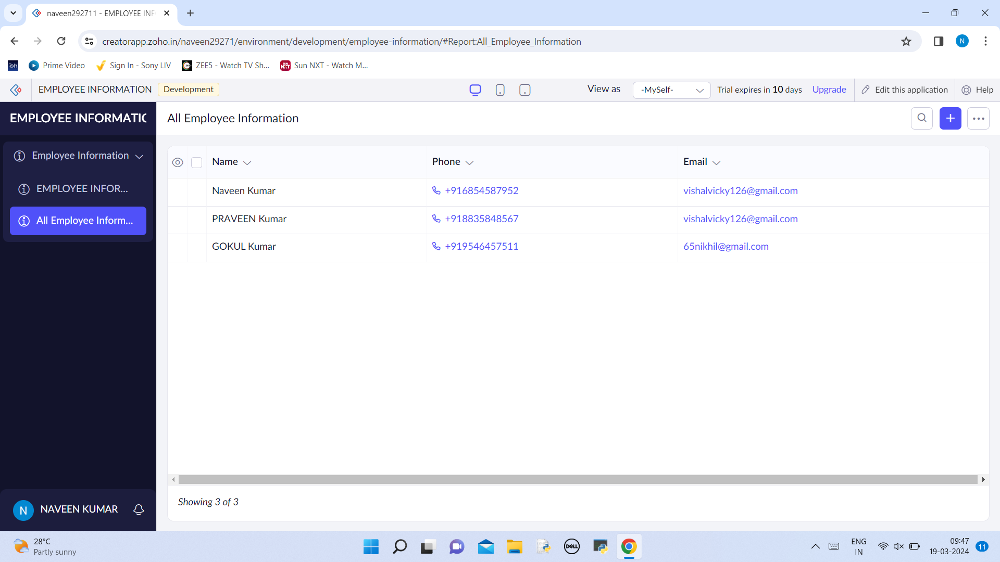 naveen292711 - EMPLOYEE INF
creatorapp.zoho.in/naveen29271/environment/development/employee-information/#Report:All_Employee_Information
N
Prime Video
Sign In - Sony LIV
ZEE5 - Watch TV Sh...
SUN NXT
Sun NXT - Watch M...
EMPLOYEE INFORMATION
Development
View as
-MySelf-
Trial expires in 10 days
Upgrade
Edit this application
Help
EMPLOYEE INFORMATIO
All Employee Information
Employee Information
EMPLOYEE INFOR...
All Employee Inform...
Name
Phone
Email
Naveen Kumar
+916854587952
vishalvicky126@gmail.com
PRAVEEN Kumar
+918835848567
vishalvicky126@gmail.com
GOKUL Kumar
+919546457511
65nikhil@gmail.com
Showing 3 of 3
N
NAVEEN KUMAR
28°C
Partly sunny
DELL
ENG
IN
09:47
19-03-2024
11